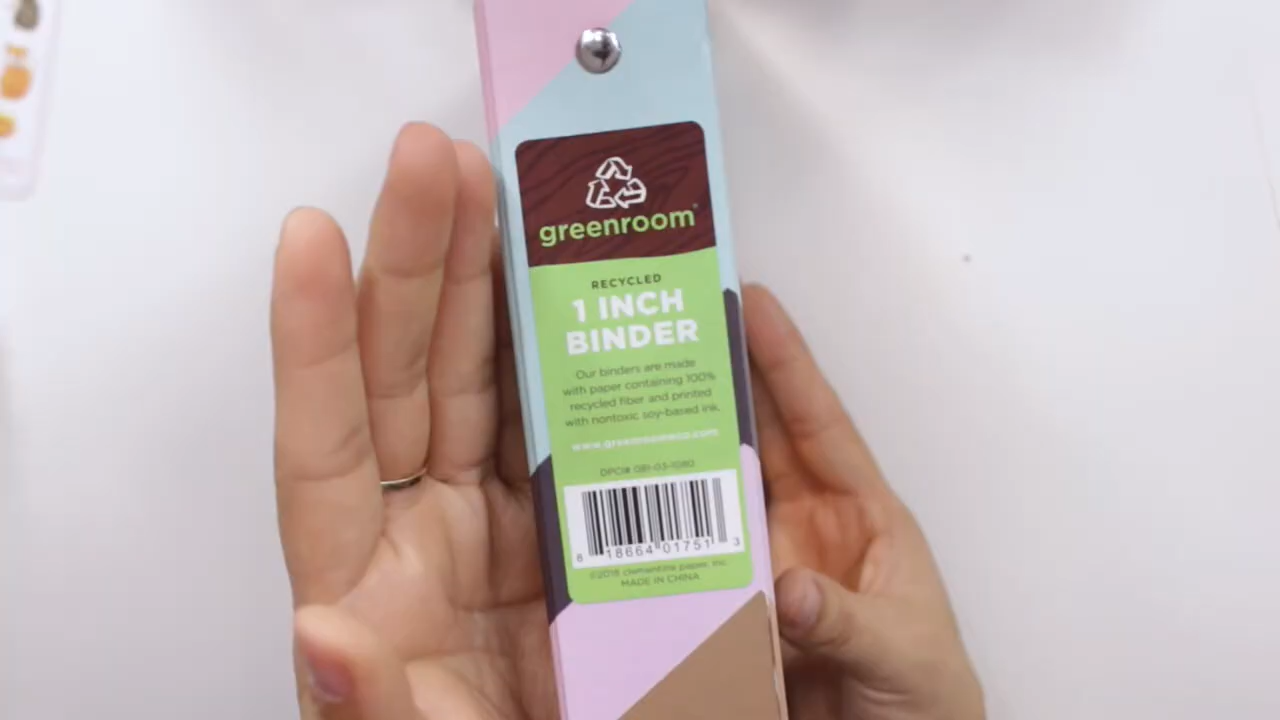 greenroom
RECYCLED
1 INCH
BINDER
Our binders are made
with paper containing 100%
recycled fiber and printed
with nontoxic soy-based ink.
www.greenroomeco.com
DPCI# 081-03-1080
8 18664 01751 3
©2018 clementine paper, inc.
MADE IN CHINA